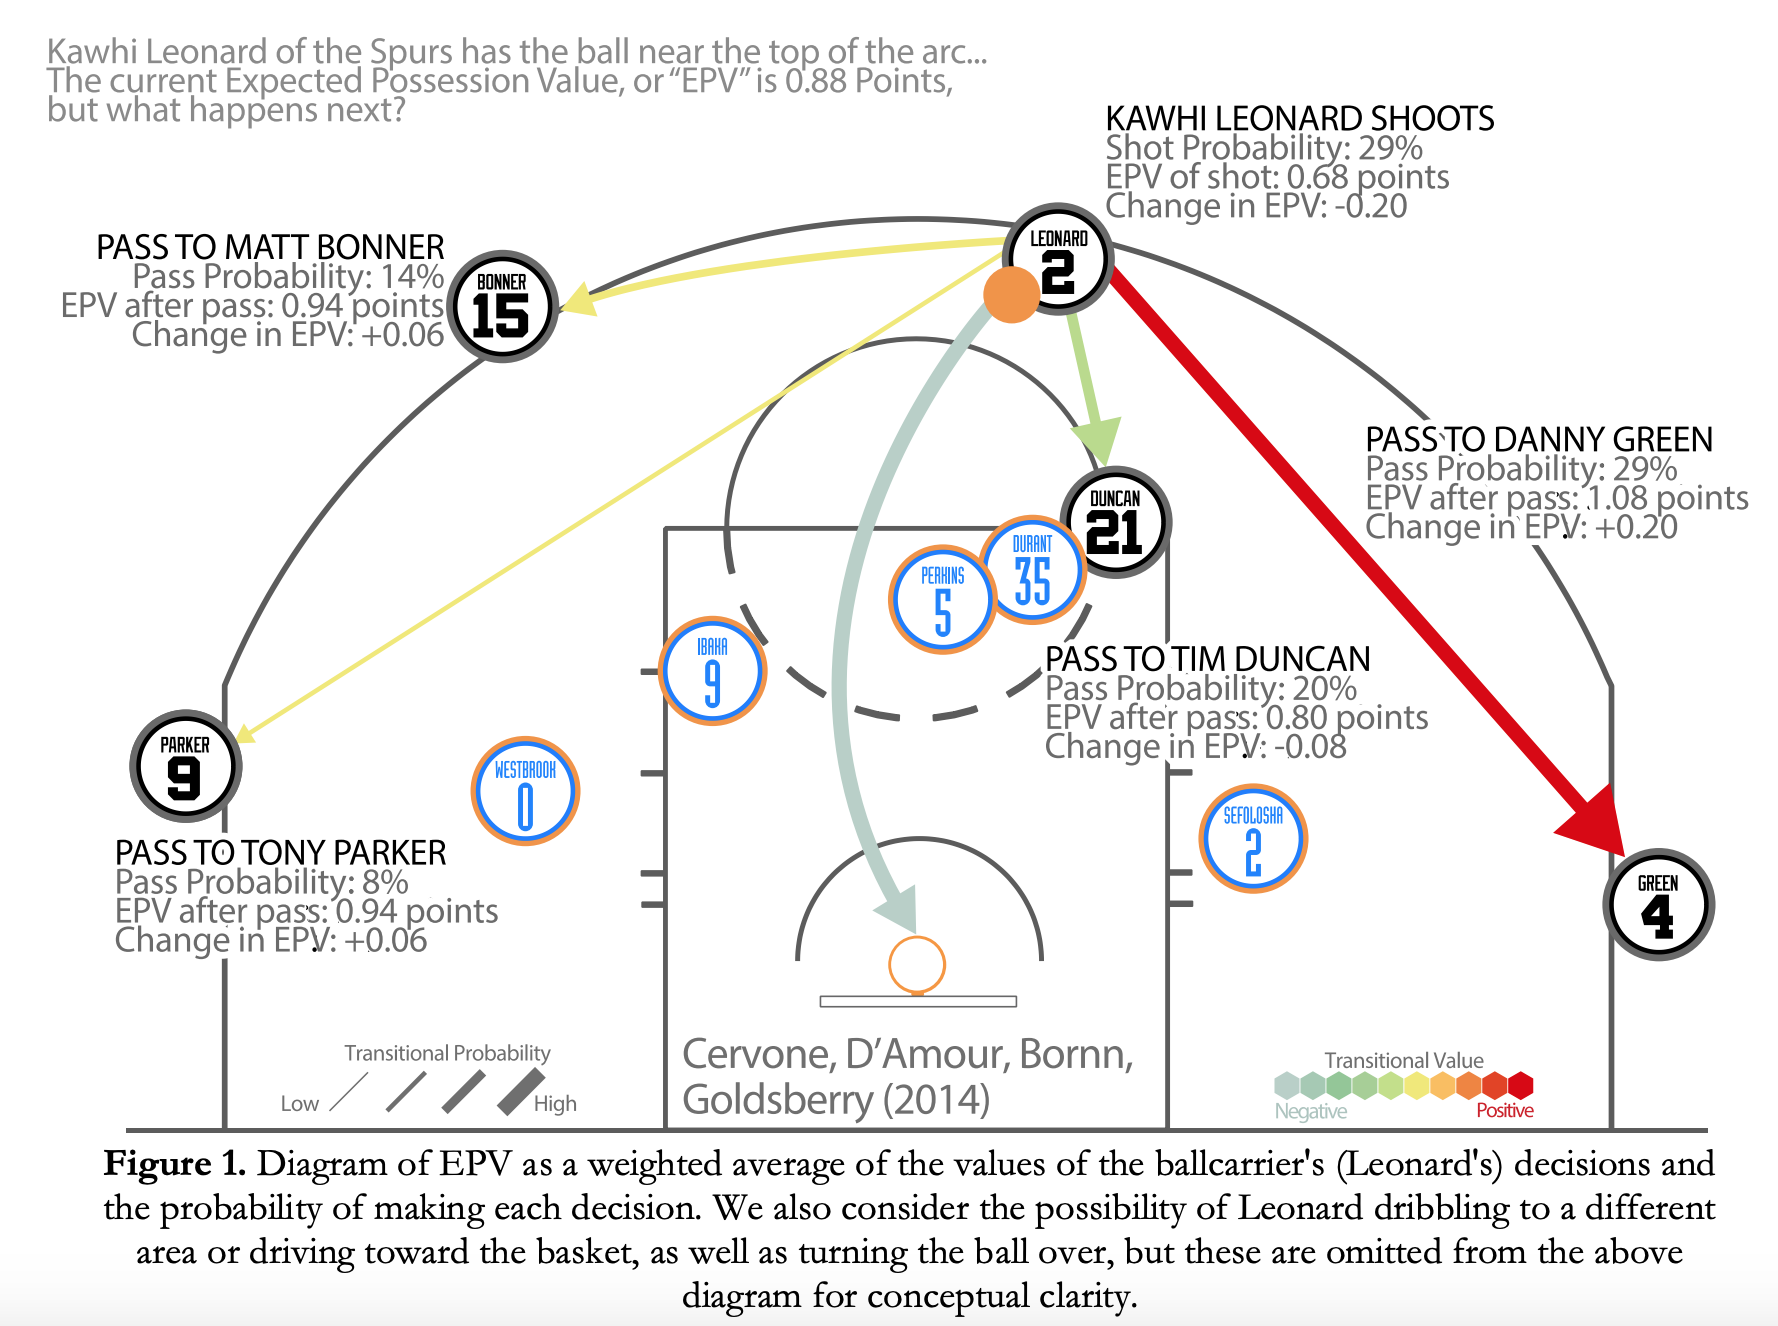 Kawhi Leonard of the Spurs has the ball near the top of the arc...
The current Expected Possession Value, or “EPV” is 0.88 Points,
but what happens next?
KAWHI LEONARD SHOOTS
Shot Probability: 29%
EPV of shot: 0.68 points
Change in EPV: -0.20
PASS TO MATT BONNER
Pass Probability: 14%
EPV after pass: 0.94 points
Change in EPV: +0.06
BONNER
15
LEONARD
2
PASS TO DANNY GREEN
Pass Probability: 29%
EPV after pass: 1.08 points
Change in EPV: +0.20
DUNCAN
21
DURANT
35
PERKINS
5
IBAKA
9
PASS TO TIM DUNCAN
Pass Probability: 20%
EPV after pass: 0.80 points
Change in EPV: -0.08
PARKER
9
WESTBROOK
0
SEFOLOSHA
2
PASS TO TONY PARKER
Pass Probability: 8%
EPV after pass: 0.94 points
Change in EPV: +0.06
GREEN
4
Transitional Probability
Low
High
Cervone, D’Amour, Bornn,
Goldsberry (2014)
Transitional Value
Negative
Positive
Figure 1. Diagram of EPV as a weighted average of the values of the ballcarrier's (Leonard's) decisions and
the probability of making each decision. We also consider the possibility of Leonard dribbling to a different
area or driving toward the basket, as well as turning the ball over, but these are omitted from the above
diagram for conceptual clarity.